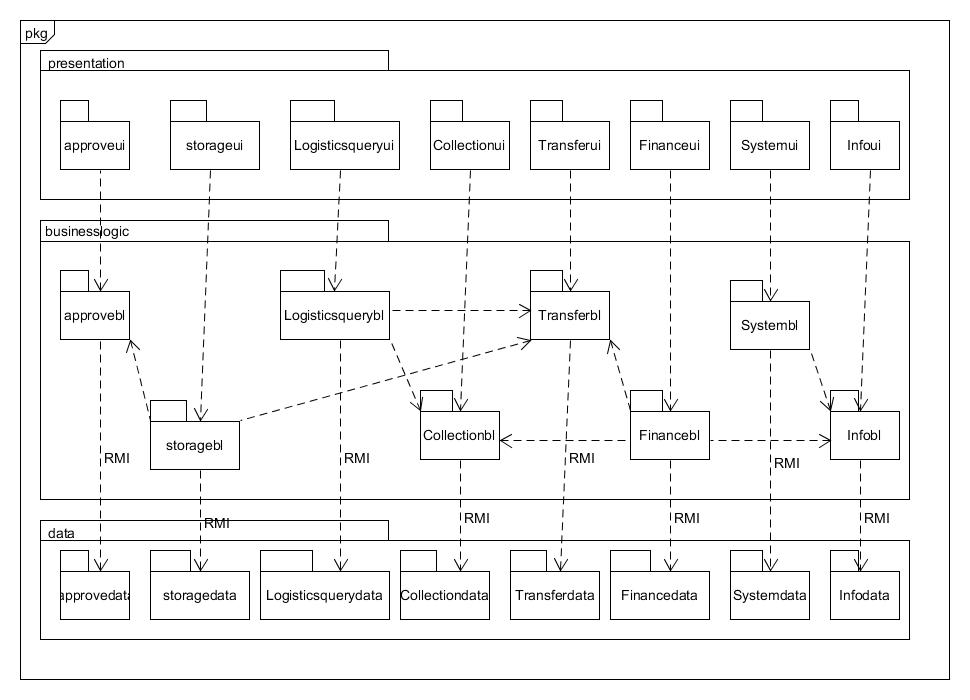 pkg
presentation
approveui
storageui
Logisticsqueryui
Collectionui
Transferui
Financeui
Systemui
Infoui
businesslogic
approvebl
Logisticsquerybl
Transferbl
Systembl
storagebl
Collectionbl
Financebl
Infobl
RMI
RMI
RMI
RMI
RMI
RMI
RMI
RMI
data
approvedata
storagedata
Logisticsquerydata
Collectiondata
Transferdata
Financedata
Systemdata
Infodata